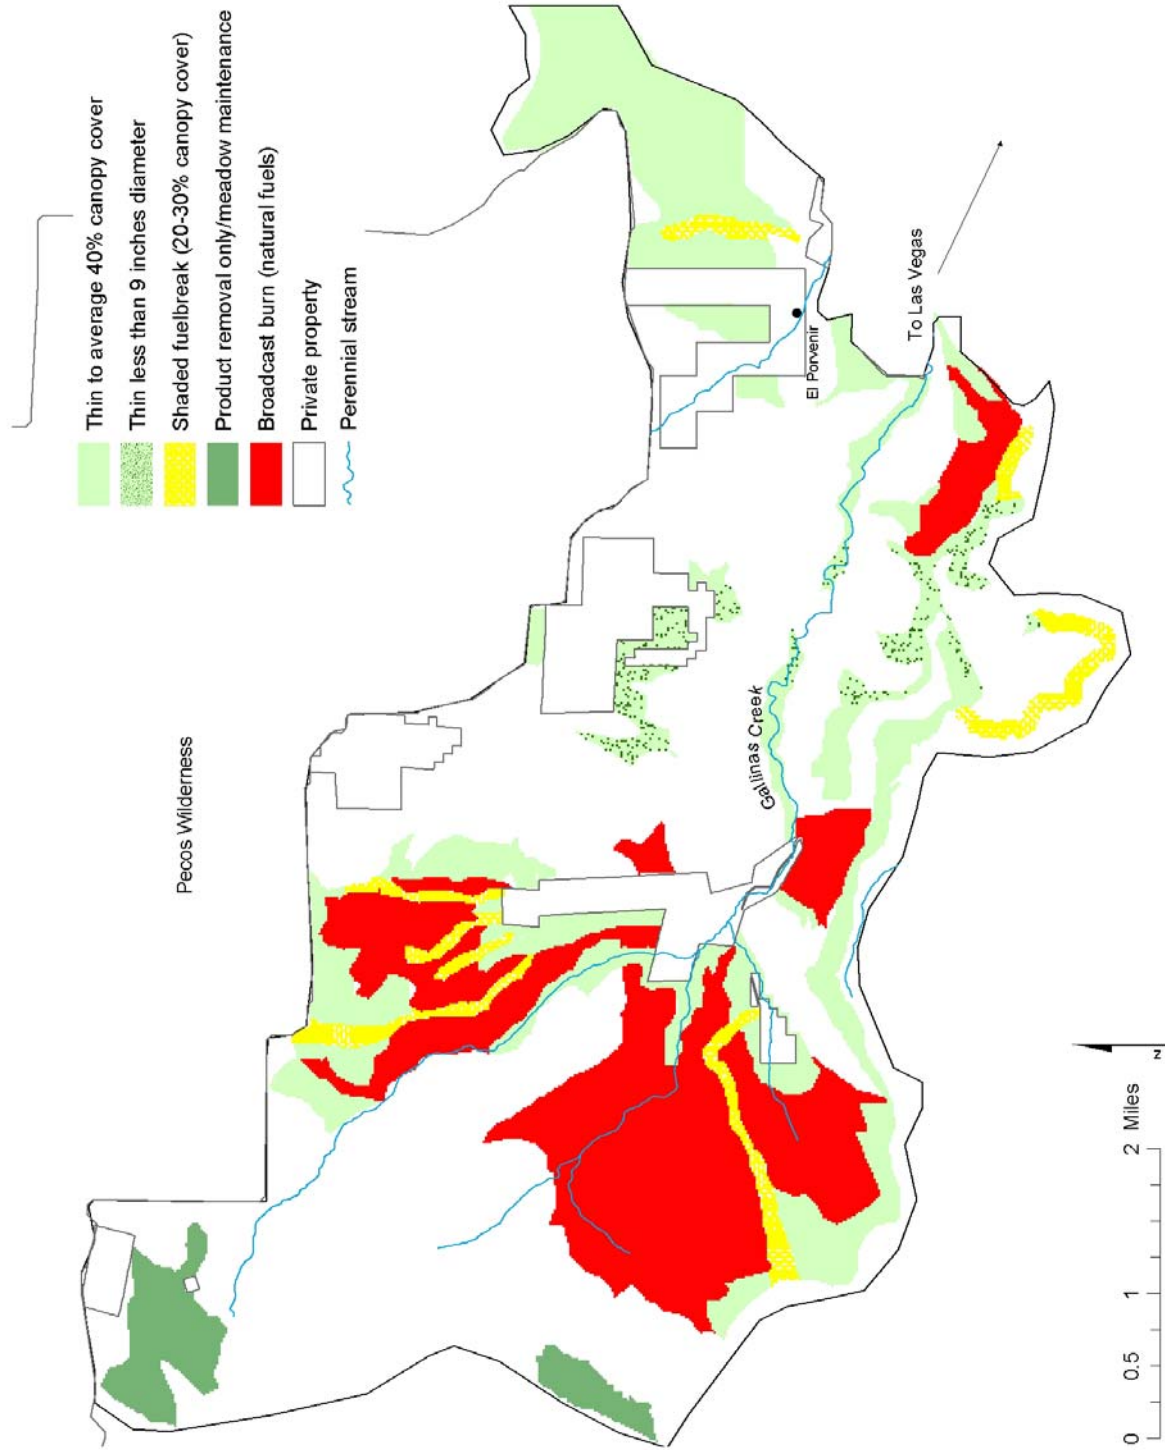 Thin to average 40% canopy cover
Thin less than 9 inches diameter
Shaded fuelbreak (20-30% canopy cover)
Product removal only/meadow maintenance
Broadcast burn (natural fuels)
Private property
Perennial stream
Pecos Wilderness
Gallinas Creek
El Porvenir
To Las Vegas
0 0.5 1 2 Miles
N